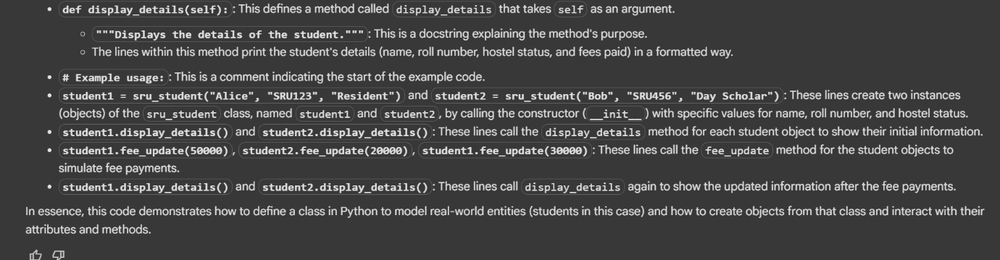 • def display_details(self): : This defines a method called display_details that takes self as an argument.
◦ """Displays the details of the student.""" : This is a docstring explaining the method's purpose.
◦ The lines within this method print the student's details (name, roll number, hostel status, and fees paid) in a formatted way.
• # Example usage: : This is a comment indicating the start of the example code.
• student1 = sru_student("Alice", "SRU123", "Resident") and student2 = sru_student("Bob", "SRU456", "Day Scholar") : These lines create two instances
(objects) of the sru_student class, named student1 and student2 , by calling the constructor ( __init__ ) with specific values for name, roll number, and hostel status.
• student1.display_details() and student2.display_details() : These lines call the display_details method for each student object to show their initial information.
• student1.fee_update(50000) , student2.fee_update(20000) , student1.fee_update(30000) : These lines call the fee_update method for the student objects to
simulate fee payments.
• student1.display_details() and student2.display_details() : These lines call display_details again to show the updated information after the fee payments.
In essence, this code demonstrates how to define a class in Python to model real-world entities (students in this case) and how to create objects from that class and interact with their
attributes and methods.